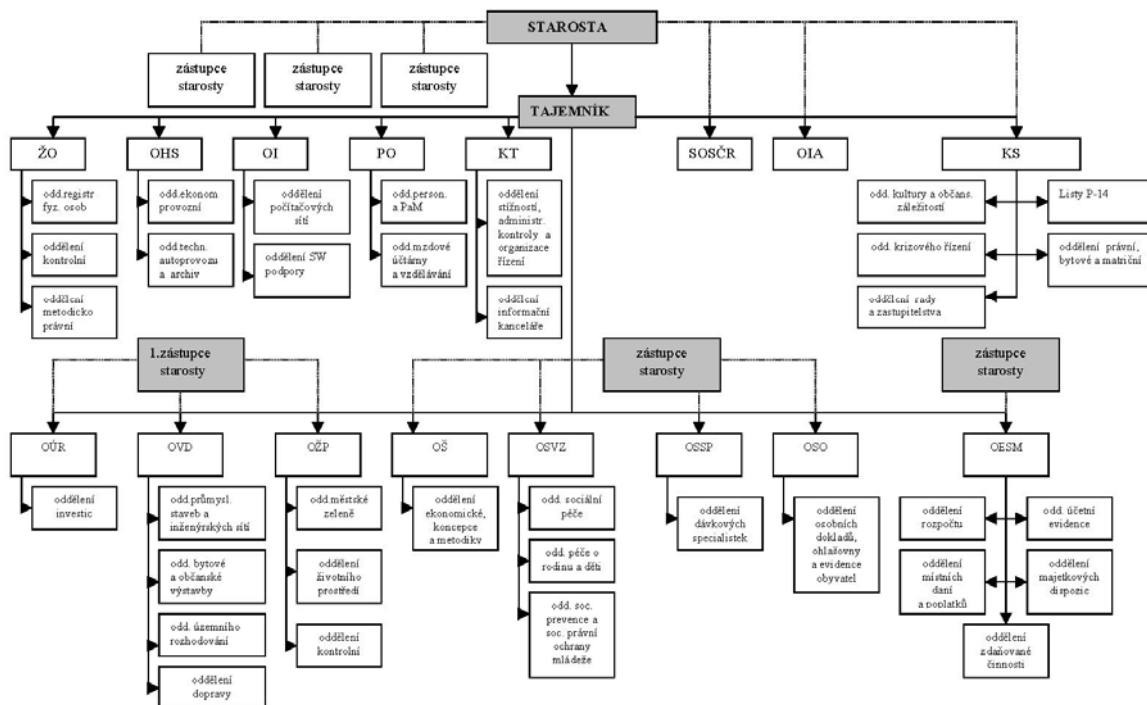 STAROSTA
zástupce
starosty
zástupce
starosty
zástupce
starosty
TAJEMNÍK
ŽO
OHS
OI
PO
KT
SOSČR
OIA
KS
odd.registr
fyz. osob
oddělení
kontrolní
oddělení
metodicko
právní
odd.ekonom
provozní
odd.techn.
autoprovozu
a archiv
oddělení
počítačových
sítí
oddělení SW
podpory
odd.person.
a PaM
odd.mzdové
účtárny
a vzdělávání
oddělení
stížností,
administr.
kontroly a
organizace
řízení
oddělení
informační
kanceláře
odd. kultury a občans.
záležitostí
Listy P-14
odd. krizového řízení
oddělení právní,
bytové a matriční
oddělení rady
a zastupitelstva
1.zástupce
starosty
zástupce
starosty
zástupce
starosty
OÚR
OVD
OŽP
OŠ
OSVZ
OSSP
OSO
OESM
oddělení
investic
odd.průmysl.
staveb a
inženýrských sítí
odd. bytové
a občanské
výstavby
odd. územního
rozhodování
oddělení
dopravy
odd.městské
zeleně
oddělení
životního
prostředí
oddělení
kontrolní
oddělení
ekonomické,
koncepce
a metodiky
odd. sociální
péče
odd. péče o
rodinu a děti
odd. soc.
prevence a
soc. právní
ochrany
mládeže
oddělení
dávkových
specialistek
oddělení
osobních
dokladů,
ohlašovny
a evidence
obyvatel
oddělení
rozpočtu
odd. účetní
evidence
oddělení
místních
daní
a poplatků
oddělení
majetkových
dispozic
oddělení
zdaňované
činnosti